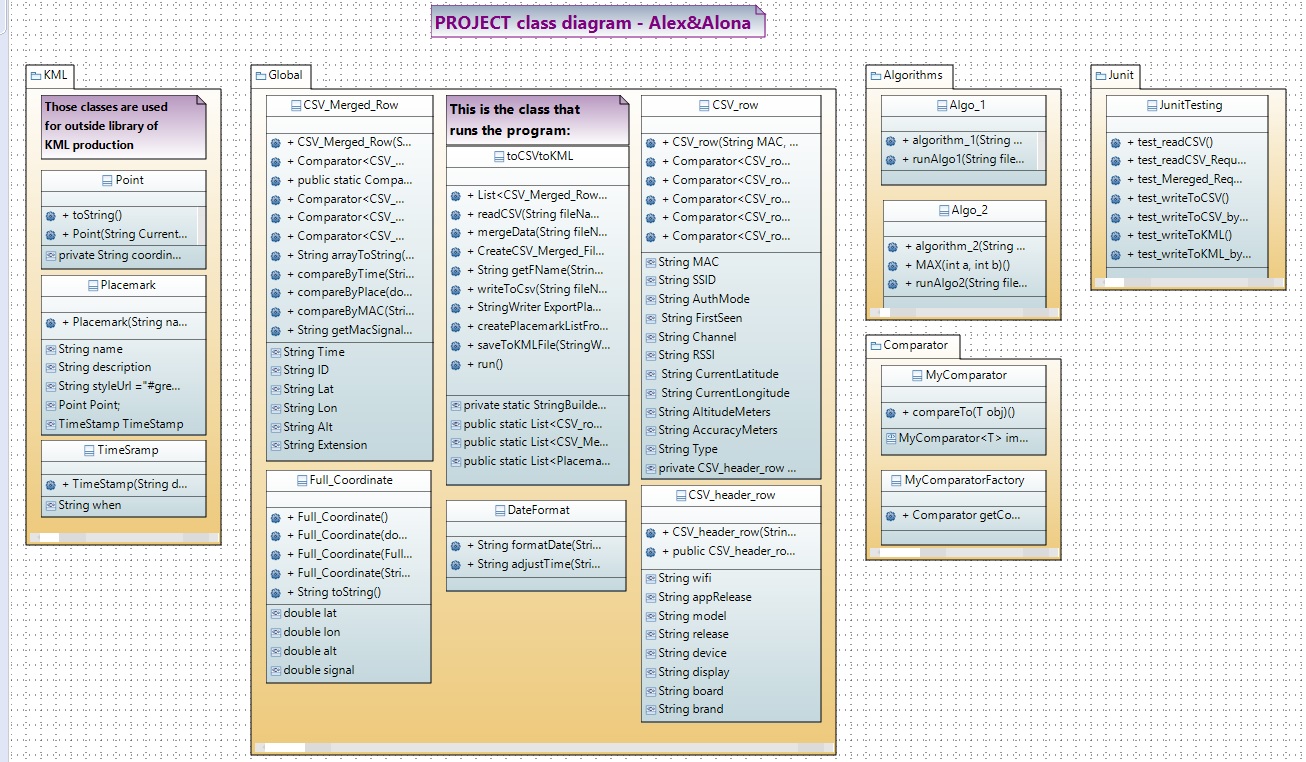 PROJECT class diagram - Alex&Alona
KML
Those classes are used
for outside library of
KML production
Point
+ toString()
+ Point(String Current...
private String coordin...
Placemark
+ Placemark(String na...
String name
String description
String styleUrl ="#gre...
Point Point;
TimeStamp TimeStamp
TimeSramp
+ TimeStamp(String d...
String when
Global
CSV_Merged_Row
+ CSV_Merged_Row(S...
+ Comparator<CSV_...
+ public static Compa...
+ Comparator<CSV_...
+ Comparator<CSV_...
+ Comparator<CSV_...
+ String arrayToString(...
+ compareByTime(Stri...
+ compareByPlace(do...
+ compareByMAC(Stri...
+ String getMacSignal...
String Time
String ID
String Lat
String Lon
String Alt
String Extension
Full_Coordinate
+ Full_Coordinate()
+ Full_Coordinate(do...
+ Full_Coordinate(Full...
+ Full_Coordinate(Stri...
+ String toString()
double lat
double lon
double alt
double signal
This is the class that
runs the program:
toCSVtoKML
+ List<CSV_Merged_Row...
+ readCSV(String fileNa...
+ mergeData(String fileN...
+ CreateCSV_Merged_Fil...
+ String getFName(Strin...
+ writeToCsv(String fileN...
+ StringWriter ExportPla...
+ createPlacemarkListFro...
+ saveToKMLFile(StringW...
+ run()
private static StringBuilde...
public static List<CSV_ro...
public static List<CSV_Me...
public static List<Placema...
DateFormat
+ String formatDate(Stri...
+ String adjustTime(Stri...
CSV_row
+ CSV_row(String MAC, ...
+ Comparator<CSV_ro...
+ Comparator<CSV_ro...
+ Comparator<CSV_ro...
+ Comparator<CSV_ro...
+ Comparator<CSV_ro...
String MAC
String SSID
String AuthMode
String FirstSeen
String Channel
String RSSI
String CurrentLatitude
String CurrentLongitude
String AltitudeMeters
String AccuracyMeters
String Type
private CSV_header_row ...
CSV_header_row
+ CSV_header_row(Strin...
+ public CSV_header_ro...
String wifi
String appRelease
String model
String release
String device
String display
String board
String brand
Algorithms
Algo_1
+ algorithm_1(String ...
+ runAlgo1(String file...
Algo_2
+ algorithm_2(String ...
+ MAX(int a, int b)()
+ runAlgo2(String file...
Comparator
MyComparator
+ compareTo(T obj)()
MyComparator<T> im...
MyComparatorFactory
+ Comparator getCo...
Junit
JunitTesting
+ test_readCSV()
+ test_readCSV_Requ...
+ test_Mereged_Req...
+ test_writeToCSV()
+ test_writeToCSV_by...
+ test_writeToKML()
+ test_writeToKML_by...